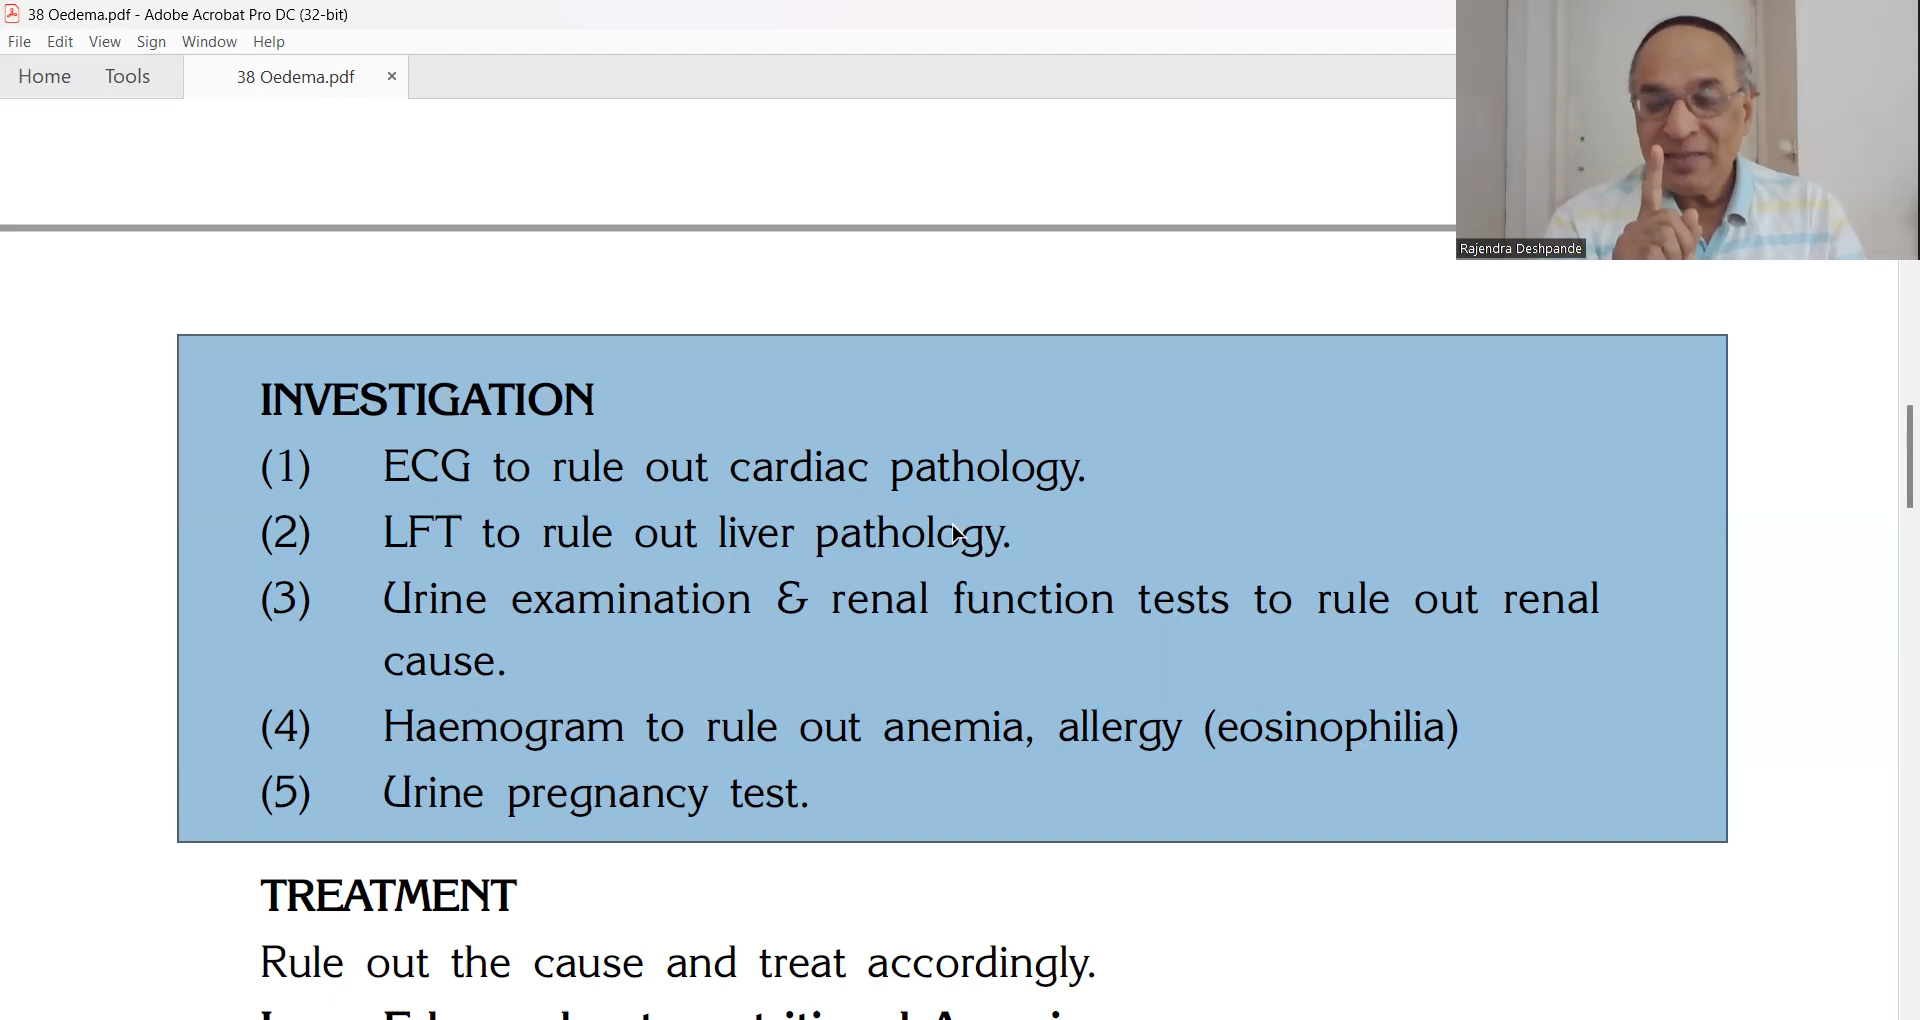 38 Oedema.pdf - Adobe Acrobat Pro DC (32-bit)
File Edit View Sign Window Help
Home Tools 38 Oedema.pdf ×
Rajendra Deshpande
INVESTIGATION
(1) ECG to rule out cardiac pathology.
(2) LFT to rule out liver pathology.
(3) Urine examination & renal function tests to rule out renal
cause.
(4) Haemogram to rule out anemia, allergy (eosinophilia)
(5) Urine pregnancy test.
TREATMENT
Rule out the cause and treat accordingly.